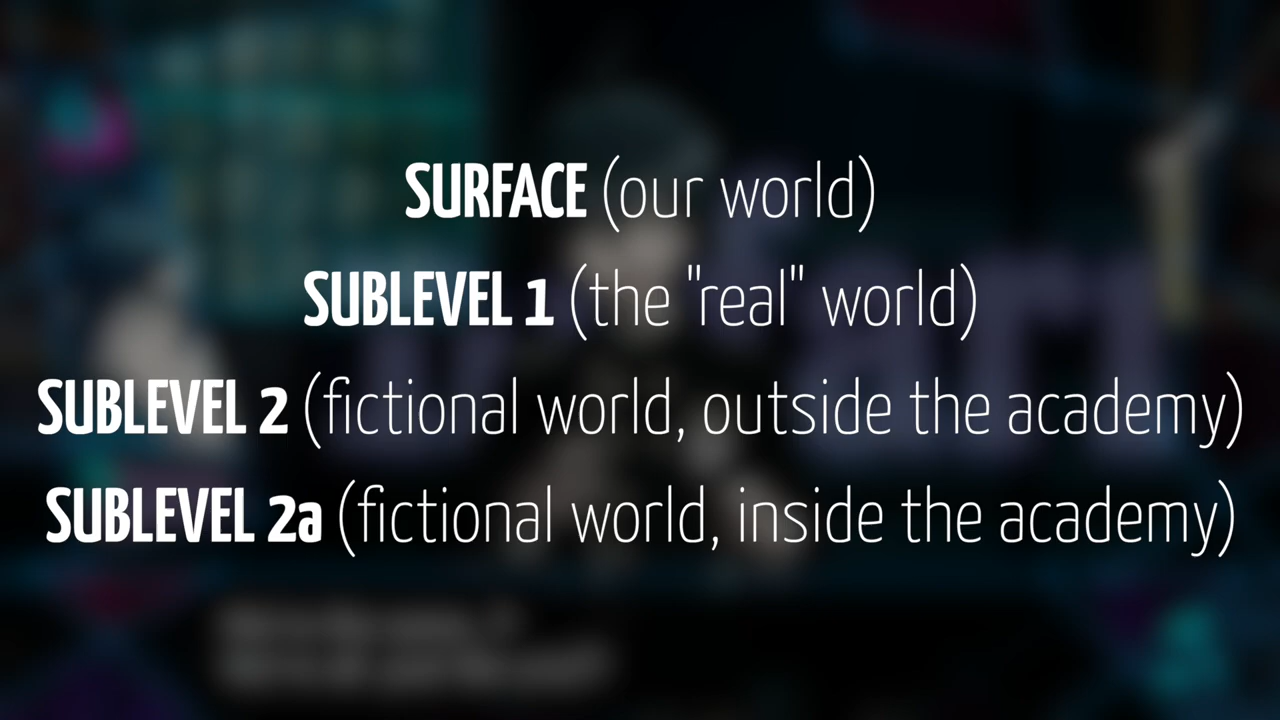 SURFACE (our world)
SUBLEVEL 1 (the "real" world)
SUBLEVEL 2 (fictional world, outside the academy)
SUBLEVEL 2a (fictional world, inside the academy)